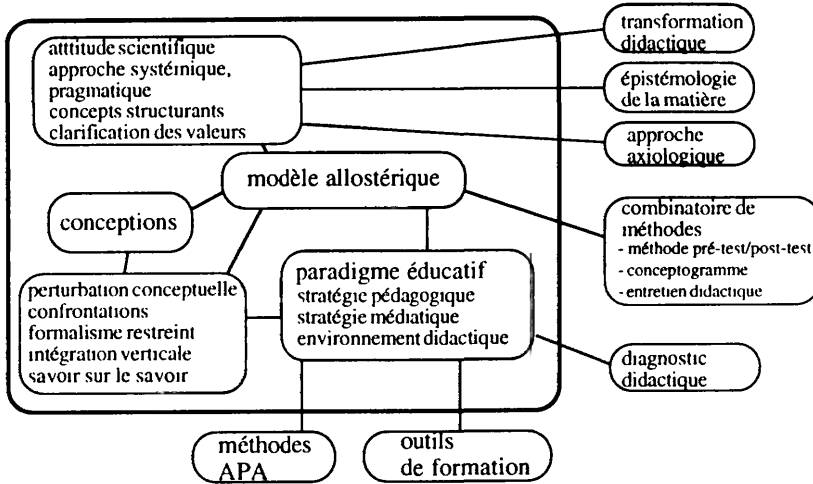 atttitude scientifique
approche systémique,
pragmatique
concepts structurants
clarification des valeurs
transformation
didactique
épistémologie
de la matière
approche
axiologique
modèle allostérique
conceptions
combinatoire de
méthodes
- méthode pré-test/post-test
- conceptogramme
- entretien didactique
perturbation conceptuelle
confrontations
formalisme restreint
intégration verticale
savoir sur le savoir
paradigme éducatif
stratégie pédagogique
stratégie médiatique
environnement didactique
diagnostic
didactique
méthodes
APA
outils
de formation